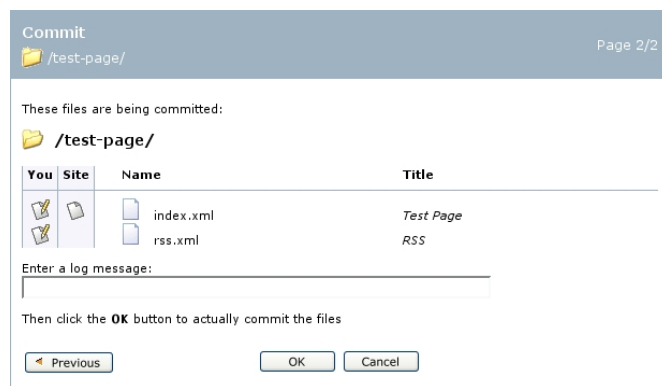 Commit
/test-page/
Page 2/2
These files are being committed:
/test-page/
You Site Name Title
index.xml Test Page
rss.xml RSS
Enter a log message:
Then click the OK button to actually commit the files
Previous OK Cancel